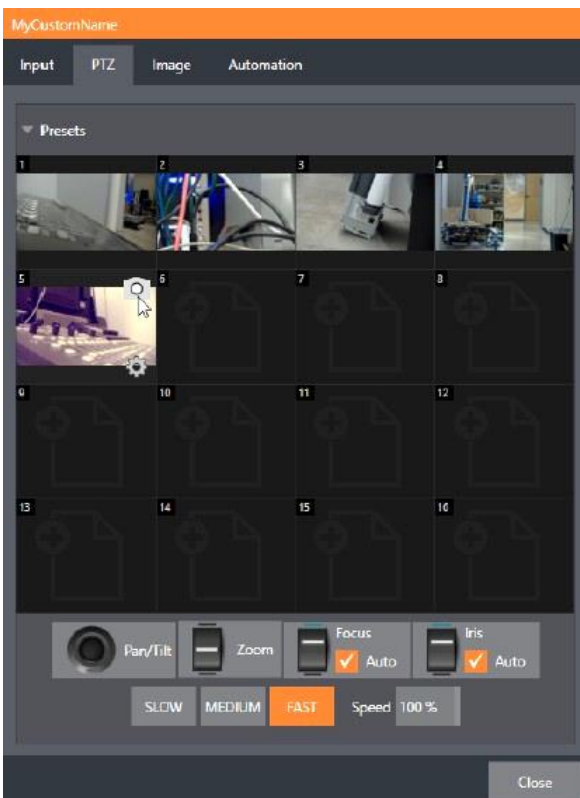 MyCustomName
Input PTZ Image Automation
Presets
1 2 3 4
5 6 7 8
9 10 11 12
13 14 15 16
Pan/Tilt Zoom Focus Auto Iris Auto
SLOW MEDIUM FAST Speed 100 %
Close